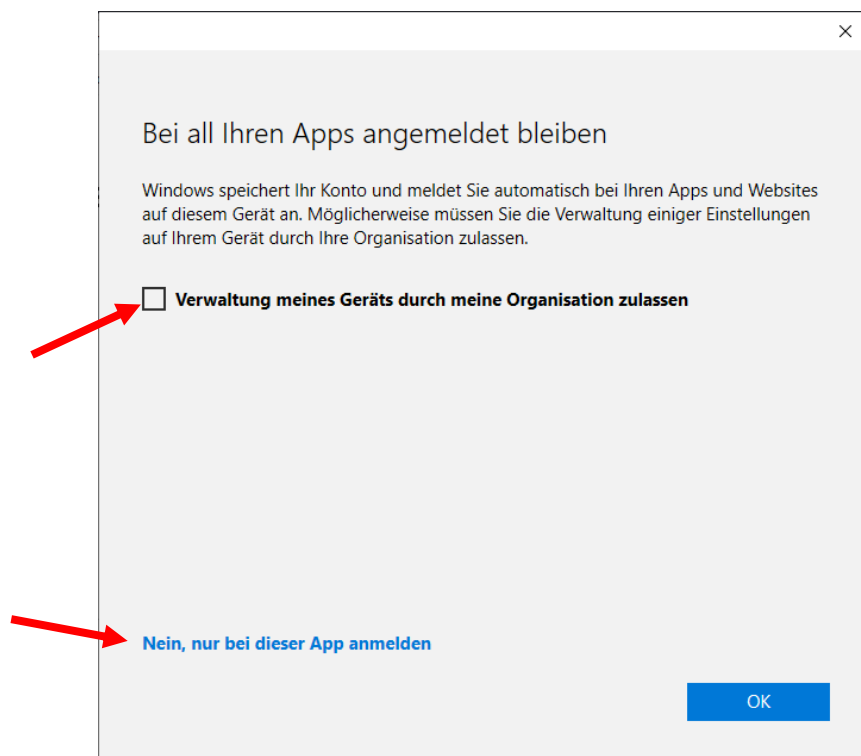 Bei all Ihren Apps angemeldet bleiben
Windows speichert Ihr Konto und meldet Sie automatisch bei Ihren Apps und Websites
auf diesem Gerät an. Möglicherweise müssen Sie die Verwaltung einiger Einstellungen
auf Ihrem Gerät durch Ihre Organisation zulassen.
Verwaltung meines Geräts durch meine Organisation zulassen
Nein, nur bei dieser App anmelden
OK